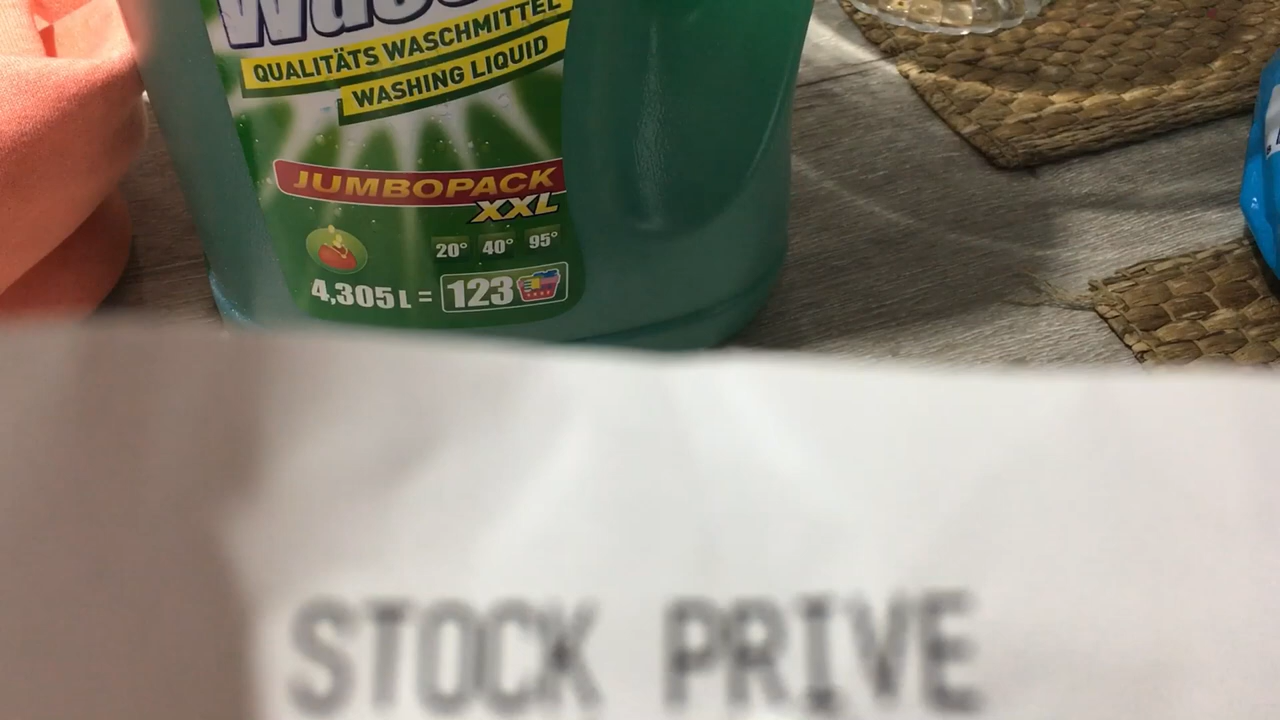 QUALITÄTS WASCHMITTEL
WASHING LIQUID
JUMBOPACK
XXL
20° 40° 95°
4,305 L = 123
STOCK PRIVE